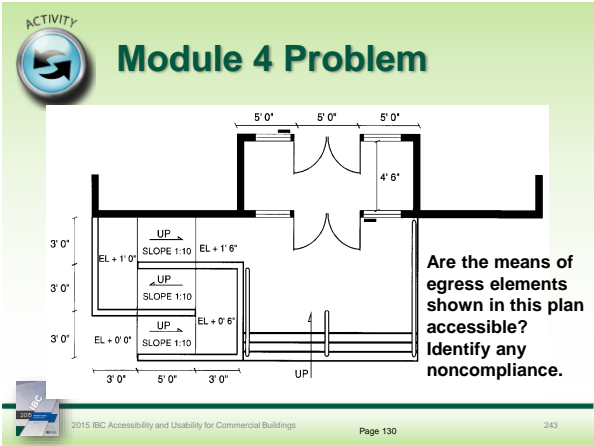 ACTIVITY
Module 4 Problem
5' 0" 5' 0" 5' 0"
4' 6"
3' 0"
UP
SLOPE 1:10
EL + 1' 6"
EL + 1' 0"
3' 0"
UP
SLOPE 1:10
3' 0"
UP
SLOPE 1:10
EL + 0' 6"
EL + 0' 0"
3' 0" 5' 0" 3' 0"
UP
Are the means of
egress elements
shown in this plan
accessible?
Identify any
noncompliance.
2015
IBC
2015 IBC Accessibility and Usability for Commercial Buildings
Page 130
243